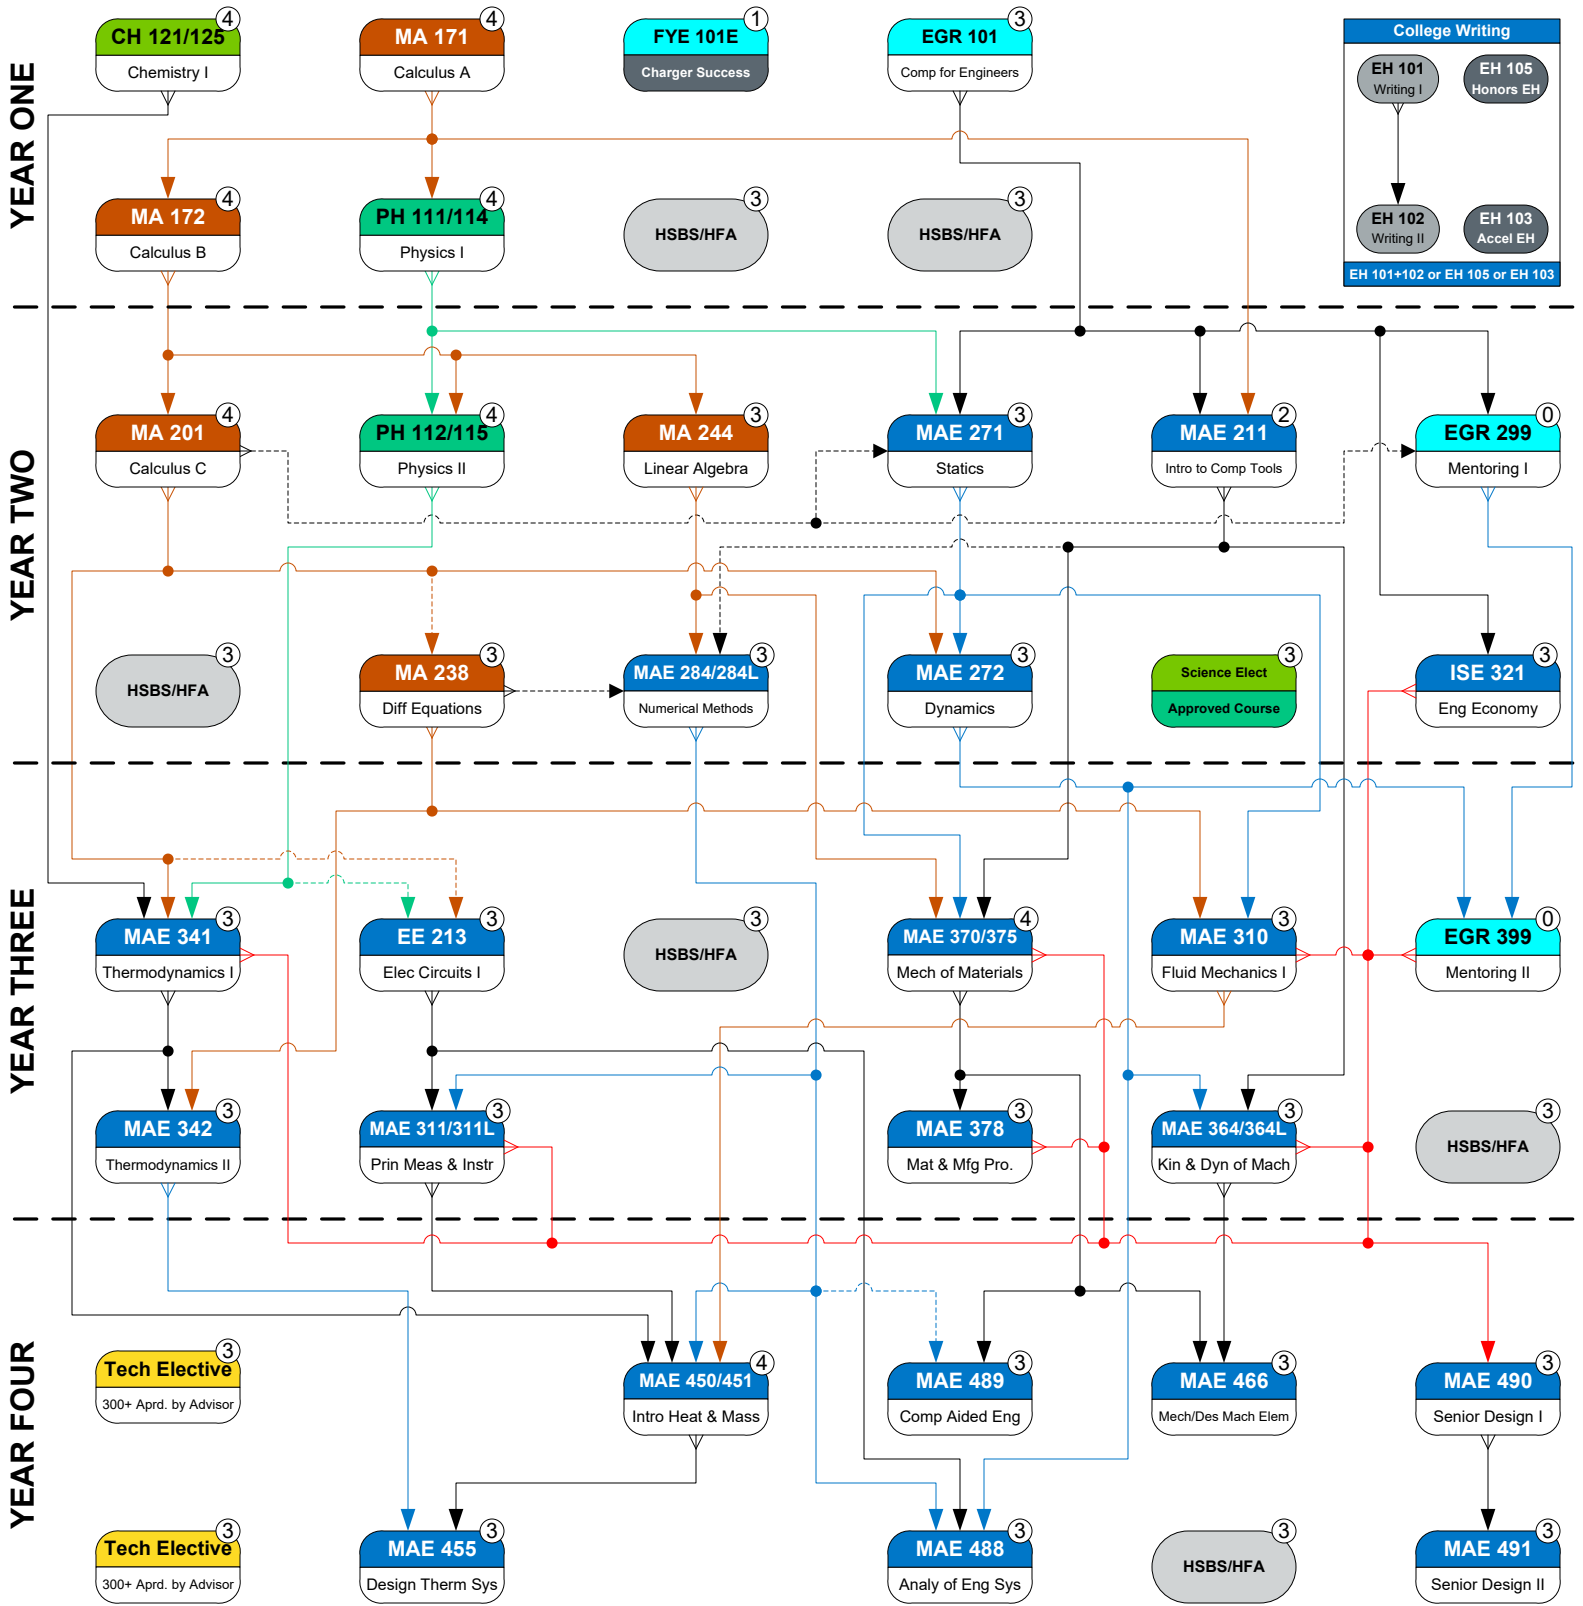 YEAR ONE
4
CH 121/125
Chemistry I
4
MA 171
Calculus A
1
FYE 101E
Charger Success
3
EGR 101
Comp for Engineers
College Writing
EH 101
Writing I
EH 105
Honors EH
EH 102
Writing II
EH 103
Accel EH
EH 101+102 or EH 105 or EH 103
4
MA 172
Calculus B
4
PH 111/114
Physics I
3
HSBS/HFA
3
HSBS/HFA
YEAR TWO
4
MA 201
Calculus C
4
PH 112/115
Physics II
3
MA 244
Linear Algebra
3
MAE 271
Statics
2
MAE 211
Intro to Comp Tools
0
EGR 299
Mentoring I
3
HSBS/HFA
3
MA 238
Diff Equations
3
MAE 284/284L
Numerical Methods
3
MAE 272
Dynamics
3
Science Elect
Approved Course
3
ISE 321
Eng Economy
YEAR THREE
3
MAE 341
Thermodynamics I
3
EE 213
Elec Circuits I
3
HSBS/HFA
4
MAE 370/375
Mech of Materials
3
MAE 310
Fluid Mechanics I
0
EGR 399
Mentoring II
3
MAE 342
Thermodynamics II
3
MAE 311/311L
Prin Meas & Instr
3
MAE 378
Mat & Mfg Pro.
3
MAE 364/364L
Kin & Dyn of Mach
3
HSBS/HFA
YEAR FOUR
3
Tech Elective
300+ Aprd. by Advisor
4
MAE 450/451
Intro Heat & Mass
3
MAE 489
Comp Aided Eng
3
MAE 466
Mech/Des Mach Elem
3
MAE 490
Senior Design I
3
Tech Elective
300+ Aprd. by Advisor
3
MAE 455
Design Therm Sys
3
MAE 488
Analy of Eng Sys
3
HSBS/HFA
3
MAE 491
Senior Design II